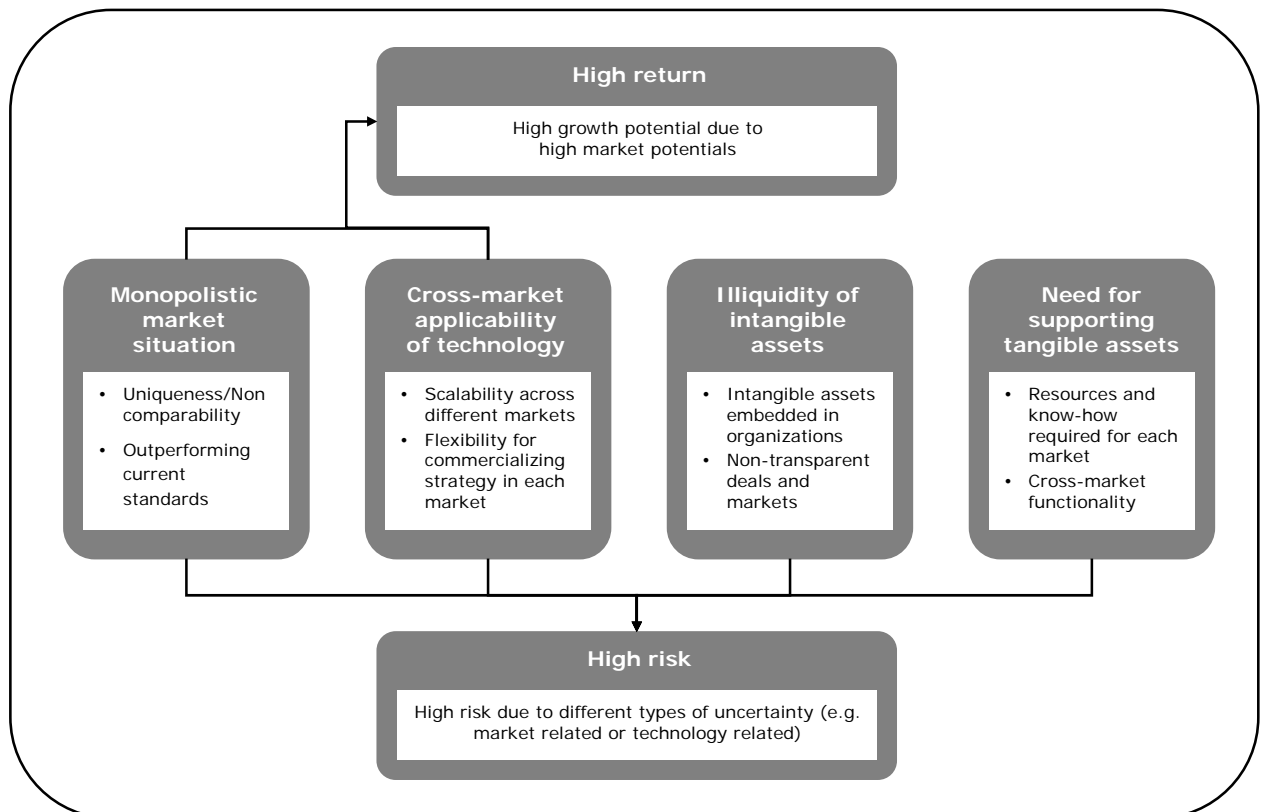 High return
High growth potential due to
high market potentials
Monopolistic
market
situation
• Uniqueness/Non
comparability
• Outperforming
current
standards
Cross-market
applicability
of technology
• Scalability across
different markets
• Flexibility for
commercializing
strategy in each
market
Illiquidity of
intangible
assets
• Intangible assets
embedded in
organizations
• Non-transparent
deals and
markets
Need for
supporting
tangible assets
• Resources and
know-how
required for each
market
• Cross-market
functionality
High risk
High risk due to different types of uncertainty (e.g.
market related or technology related)